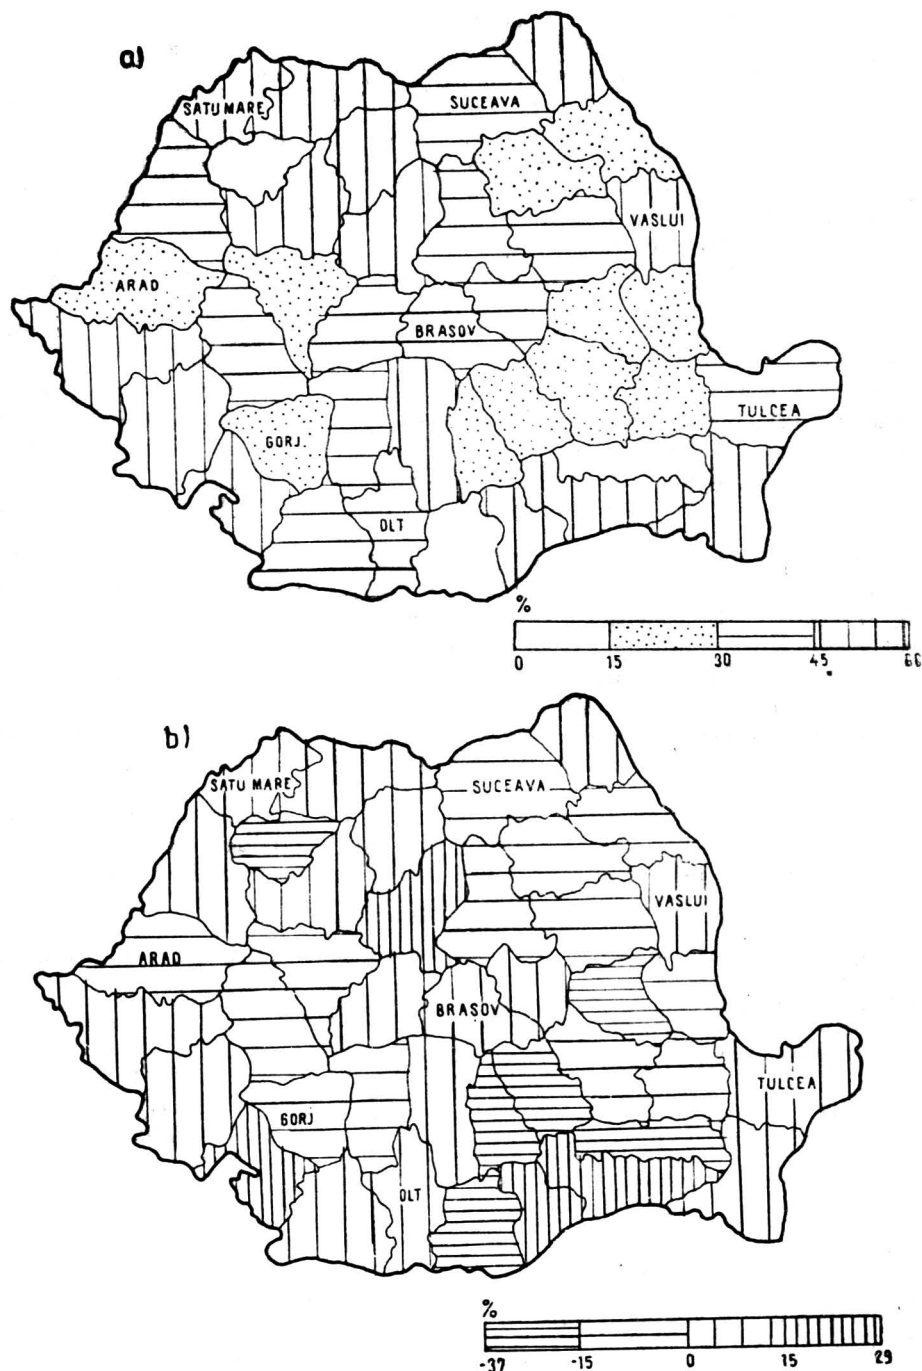 a)
SATU MARE
SUCEAVA
VASLUI
ARAD
BRASOV
TULCEA
GORJ
OLT
%
0 15 30 45 66
b)
SATU MARE
SUCEAVA
VASLUI
ARAD
BRASOV
TULCEA
GORJ
OLT
%
-37 -15 0 15 29